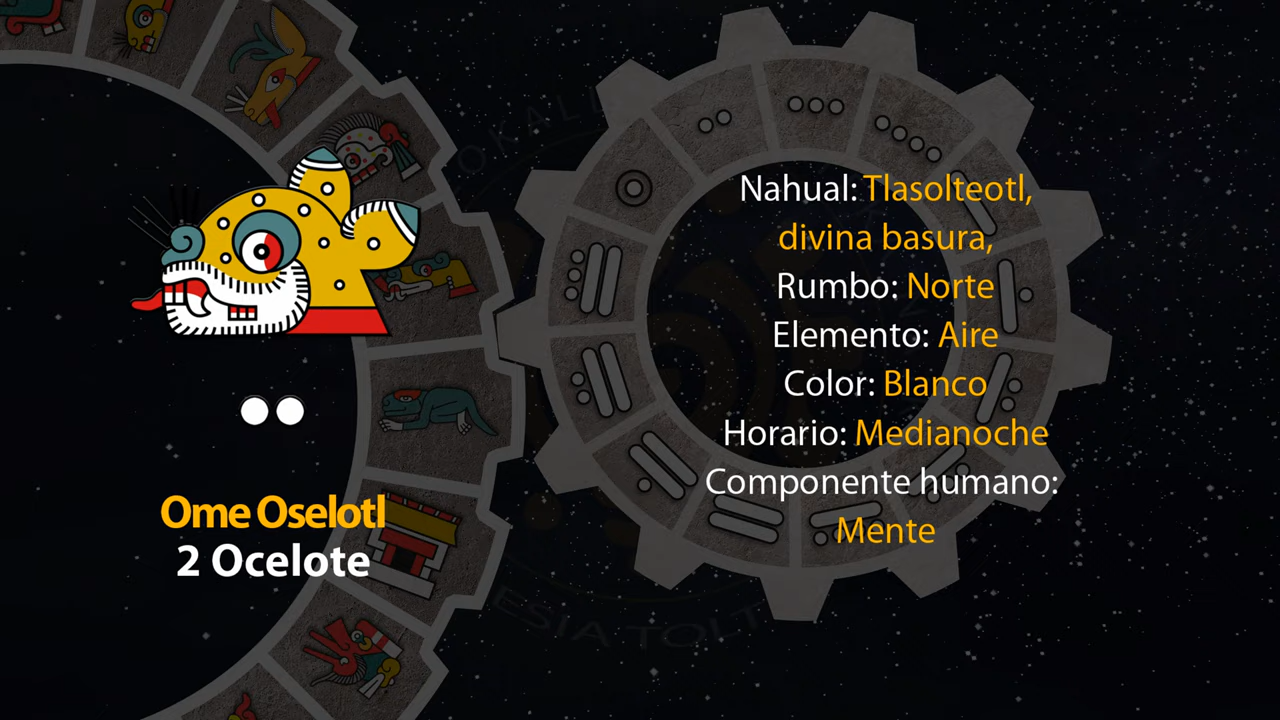 Ome Oselotl
2 Ocelote
Nahual: Tlasolteotl,
divina basura,
Rumbo: Norte
Elemento: Aire
Color: Blanco
Horario: Medianoche
Componente humano:
Mente